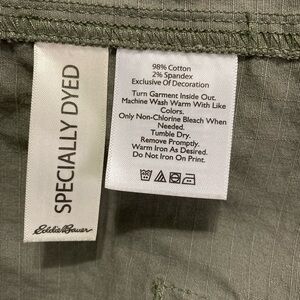 SPECIALLY DYED
Eddie Bauer
98% Cotton
2% Spandex
Exclusive Of Decoration
Turn Garment Inside Out.
Machine Wash Warm With Like
Colors.
Only Non-Chlorine Bleach When
Needed.
Tumble Dry.
Remove Promptly.
Warm Iron As Desired.
Do Not Iron On Print.